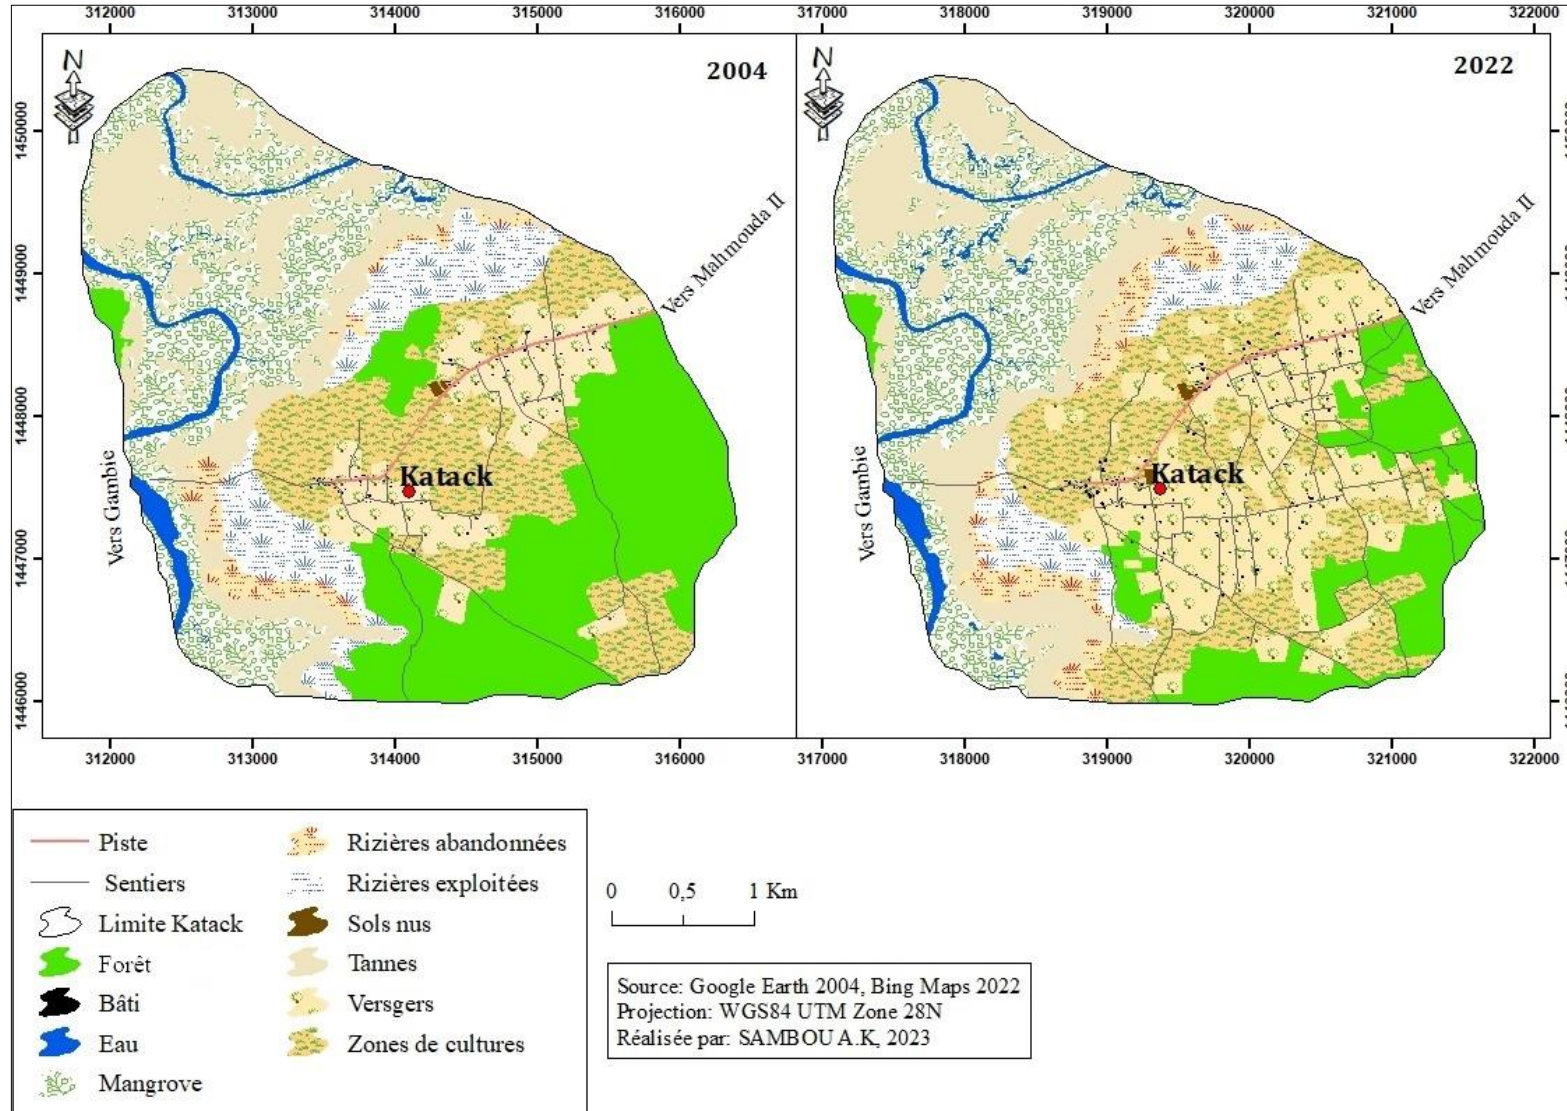 312000 313000 314000 315000 316000 317000 318000 319000 320000 321000 322000
N
2004
N
2022
1450000
1449000
1448000
1447000
1446000
Vers Mahmouda II
Vers Mahmouda II
Katack
Katack
Vers Gambie
Vers Gambie
312000 313000 314000 315000 316000 317000 318000 319000 320000 321000 322000
Piste
Sentiers
Limite Katack
Forêt
Bâti
Eau
Mangrove
Rizières abandonnées
Rizières exploitées
Sols nus
Tannes
Versgers
Zones de cultures
0 0,5 1 Km
Source: Google Earth 2004, Bing Maps 2022
Projection: WGS84 UTM Zone 28N
Réalisée par: SAMBOU A.K, 2023